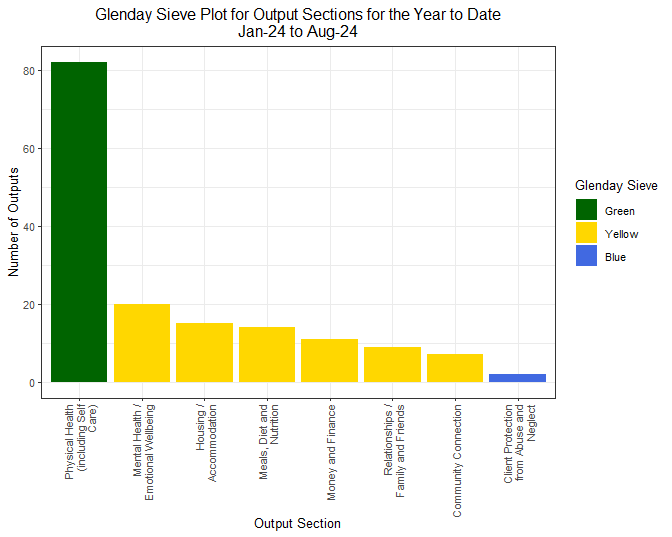 Glenday Sieve Plot for Output Sections for the Year to Date
Jan-24 to Aug-24
Number of Outputs
80
60
40
20
0
Physical Health
(including Self
Care)
Mental Health /
Emotional Wellbeing
Housing /
Accommodation
Meals, Diet and
Nutrition
Money and Finance
Relationships /
Family and Friends
Community Connection
Client Protection
from Abuse and
Neglect
Output Section
Glenday Sieve
Green
Yellow
Blue